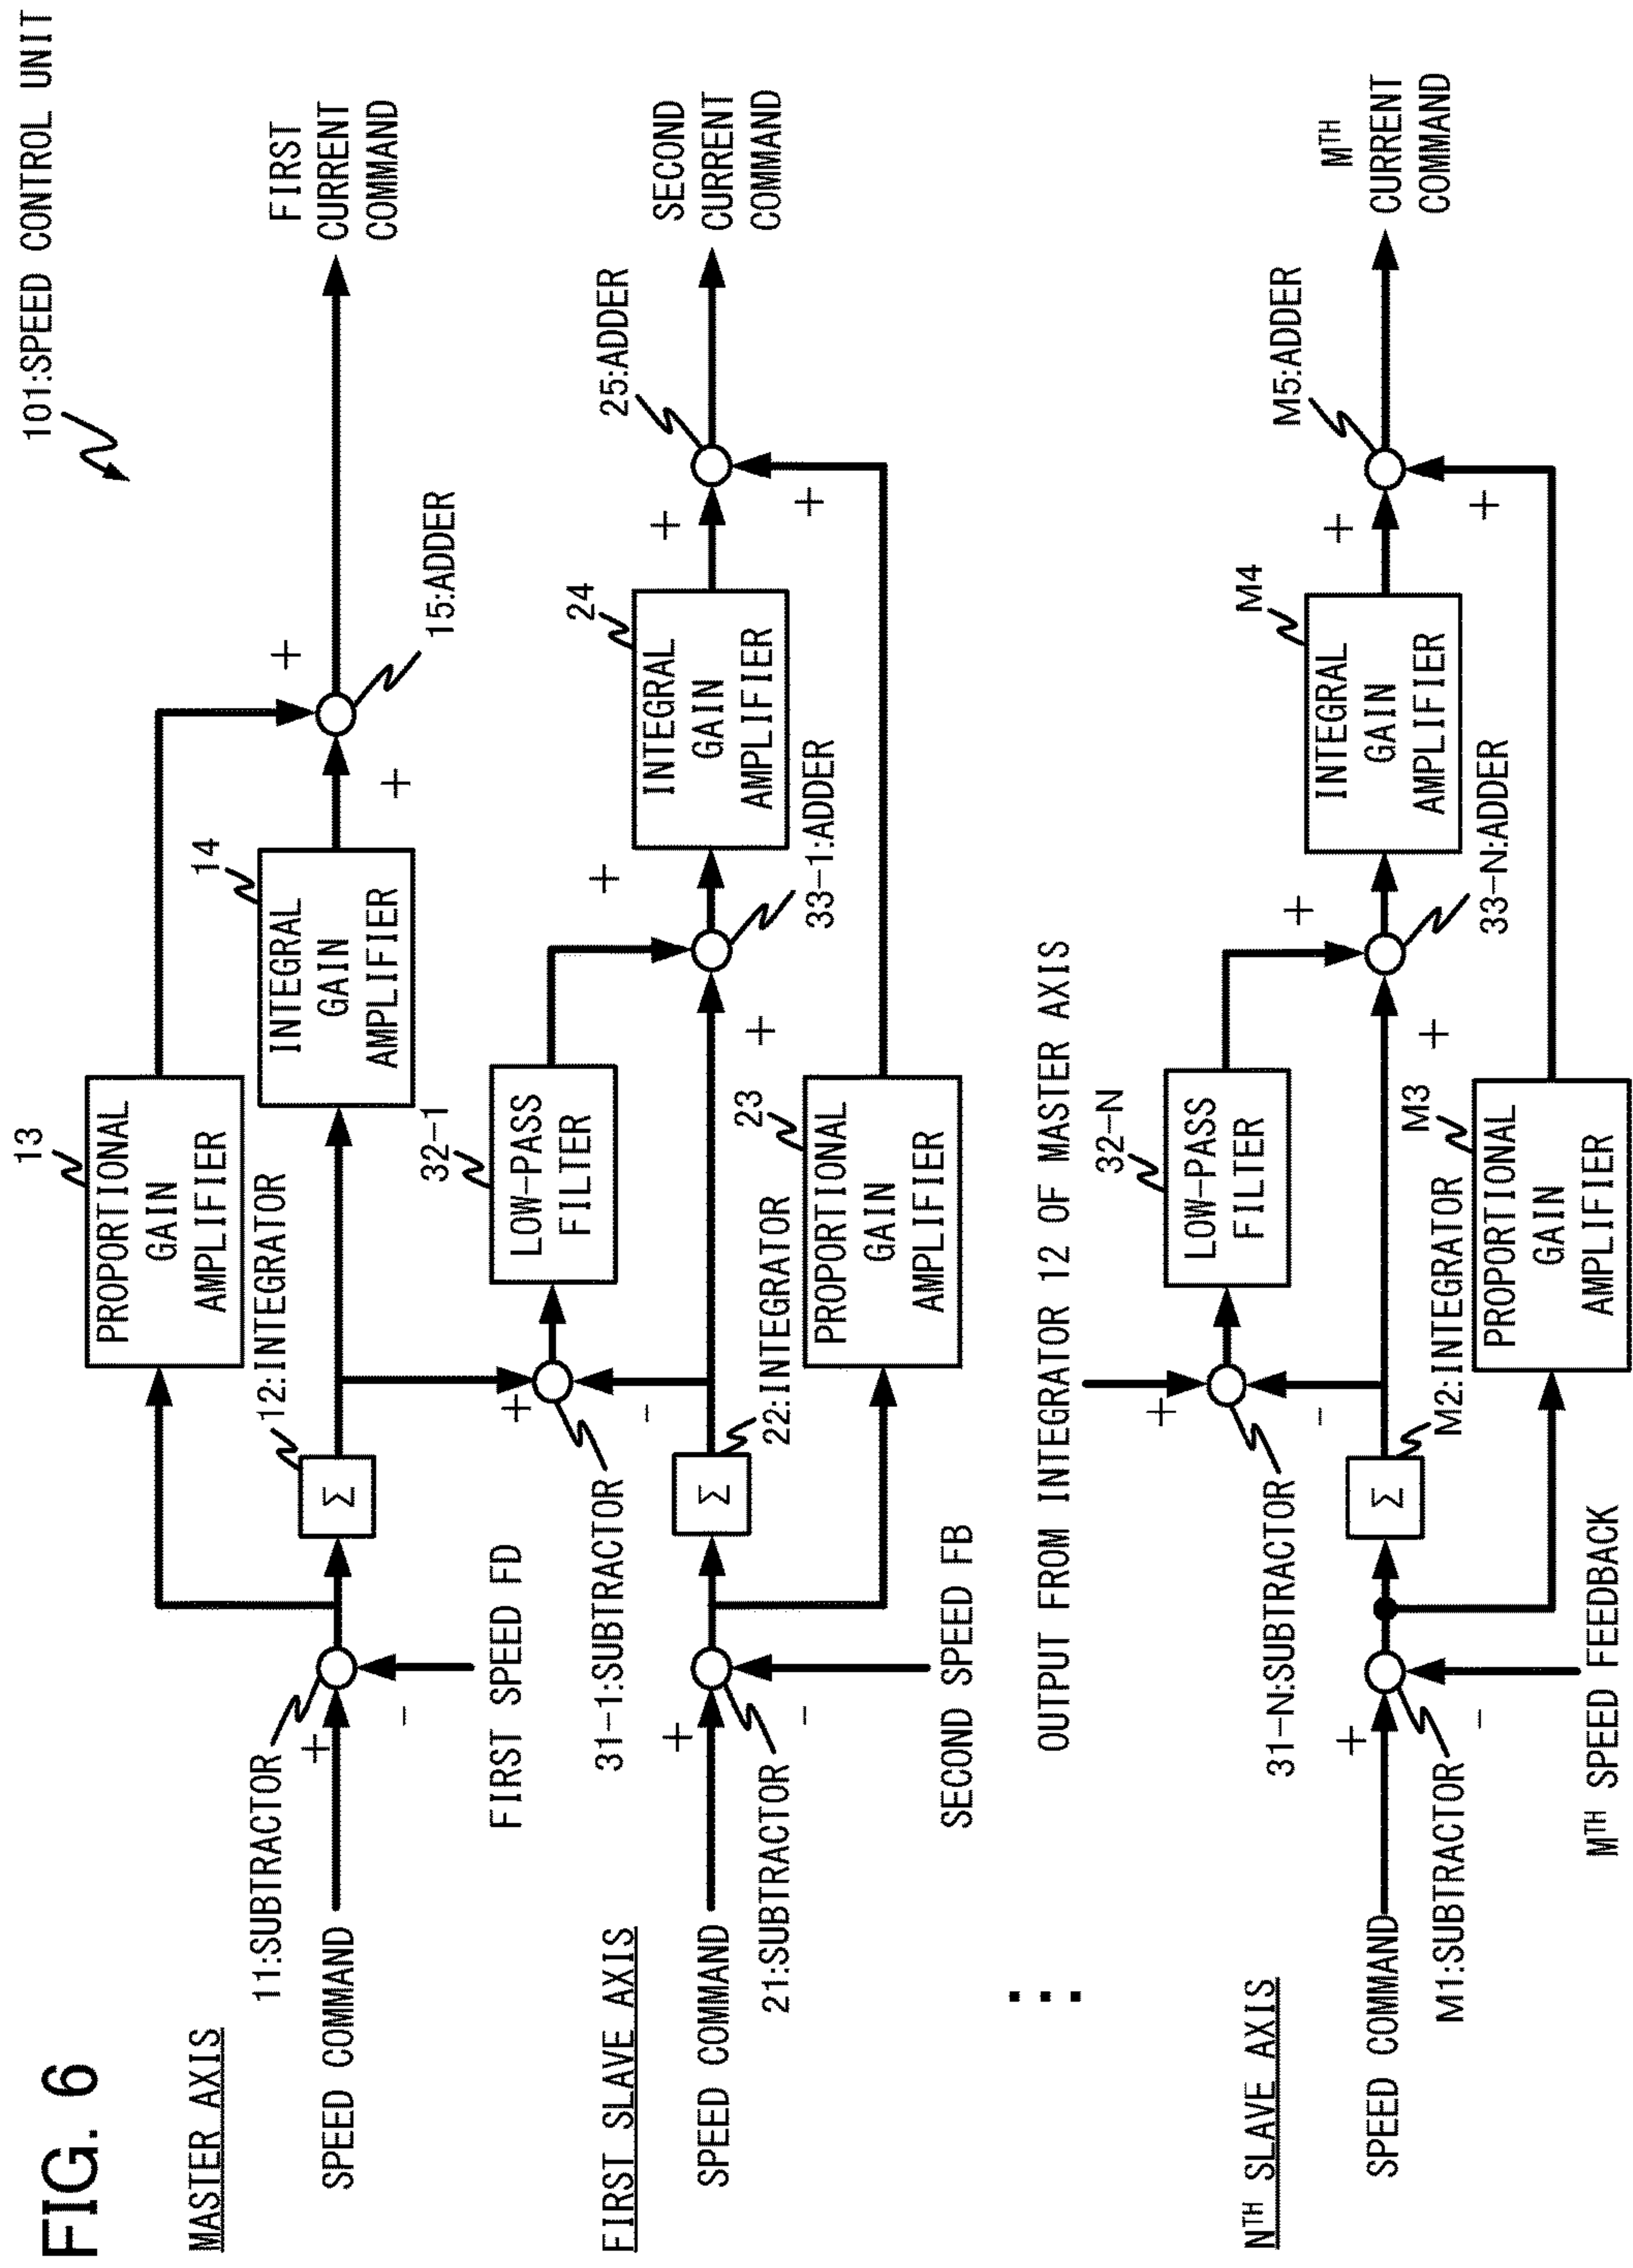 FIG. 6
101:SPEED CONTROL UNIT
MASTER AXIS
SPEED COMMAND
11:SUBTRACTOR
+
-
FIRST SPEED FD
12:INTEGRATOR
Σ
13
PROPORTIONAL
GAIN
AMPLIFIER
14
INTEGRAL
GAIN
AMPLIFIER
+
+
15:ADDER
FIRST
CURRENT
COMMAND
FIRST SLAVE AXIS
SPEED COMMAND
21:SUBTRACTOR
+
-
SECOND SPEED FB
31-1:SUBTRACTOR
+
-
Σ
22:INTEGRATOR
32-1
LOW-PASS
FILTER
23
PROPORTIONAL
GAIN
AMPLIFIER
+
+
33-1:ADDER
24
INTEGRAL
GAIN
AMPLIFIER
+
+
25:ADDER
SECOND
CURRENT
COMMAND
NTH SLAVE AXIS
SPEED COMMAND
M1:SUBTRACTOR
+
-
MTH SPEED FEEDBACK
OUTPUT FROM INTEGRATOR 12 OF MASTER AXIS
31-N:SUBTRACTOR
+
-
Σ
M2:INTEGRATOR
32-N
LOW-PASS
FILTER
M3
PROPORTIONAL
GAIN
AMPLIFIER
+
+
33-N:ADDER
M4
INTEGRAL
GAIN
AMPLIFIER
+
+
M5:ADDER
MTH
CURRENT
COMMAND